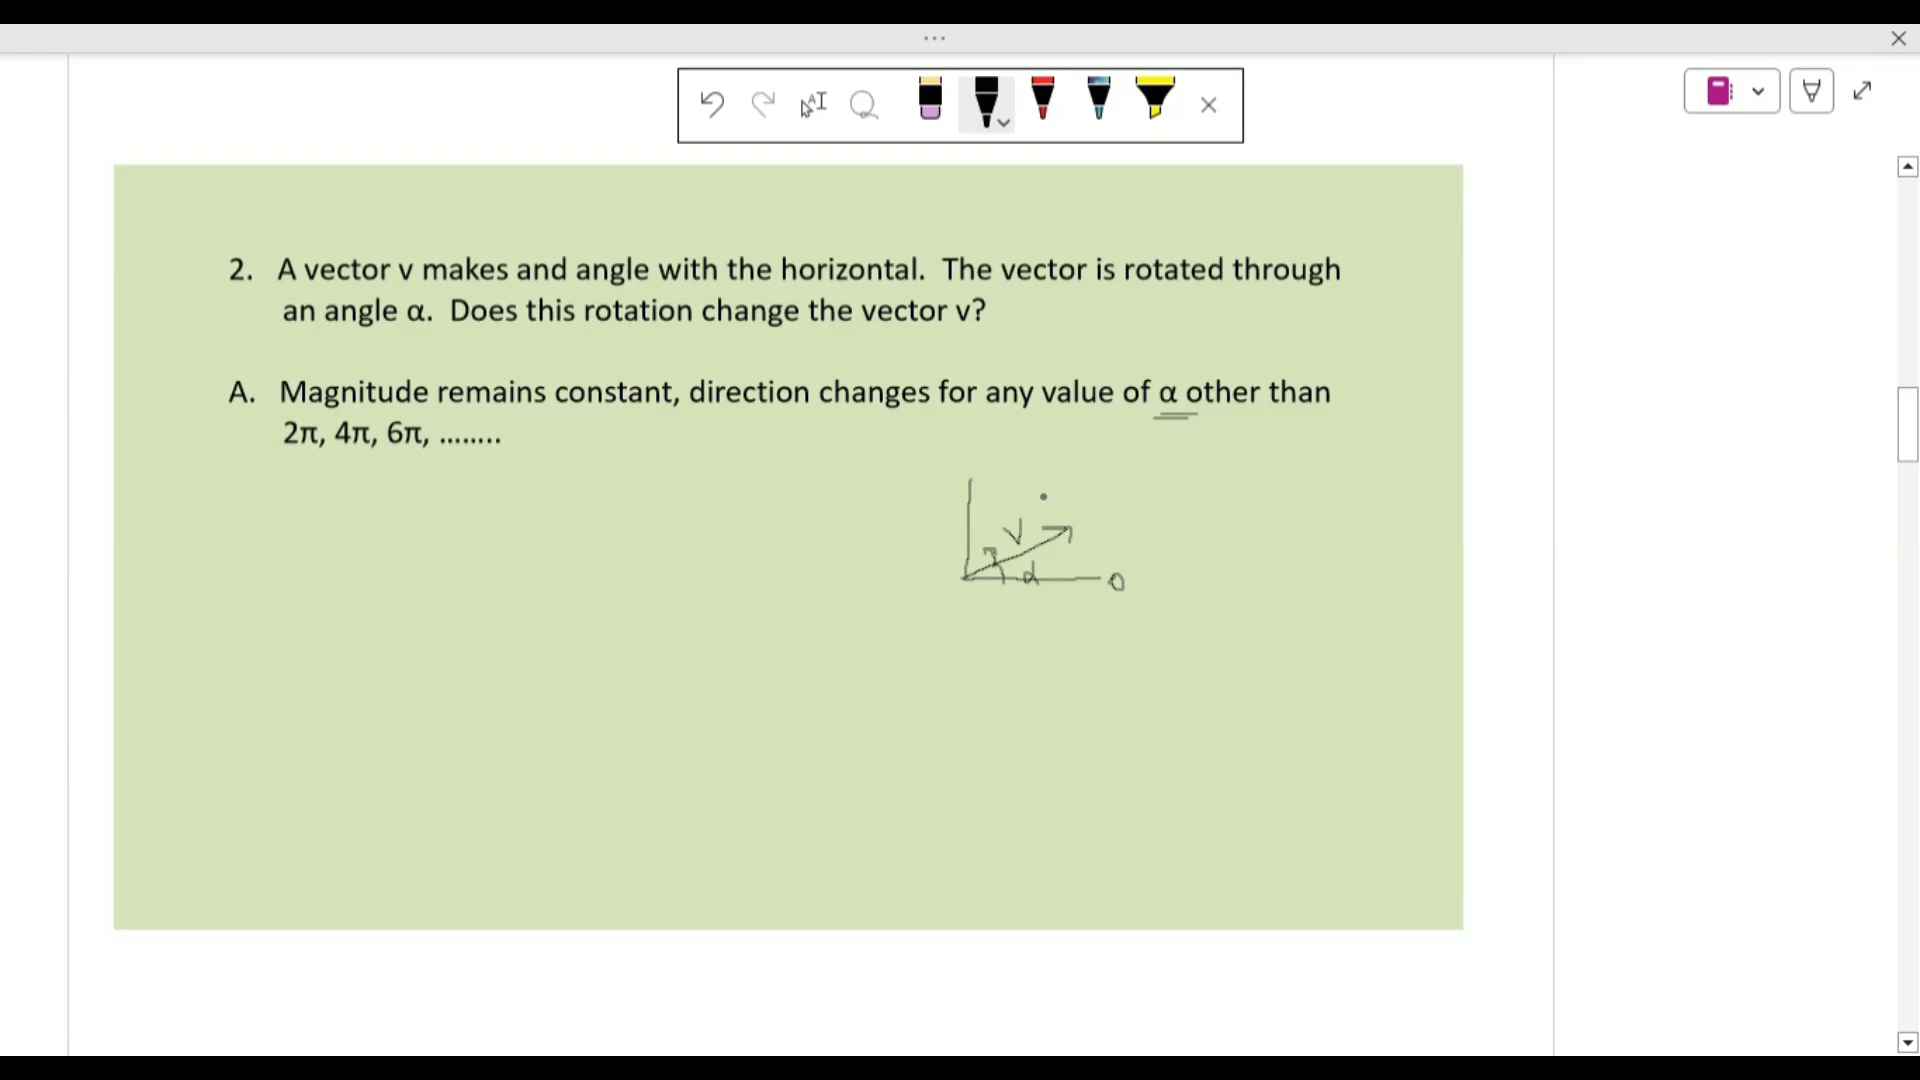 2. A vector v makes and angle with the horizontal. The vector is rotated through
an angle α. Does this rotation change the vector v?
A. Magnitude remains constant, direction changes for any value of α other than
2π, 4π, 6π, ........
V
α
0